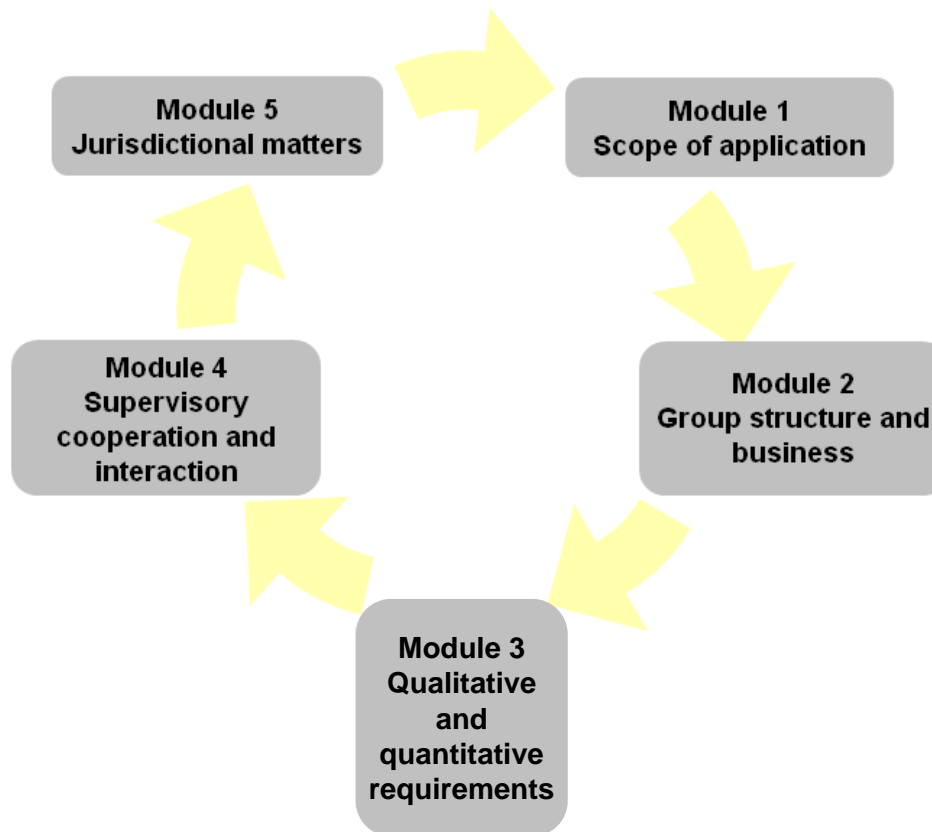 Module 5
Jurisdictional matters
Module 1
Scope of application
Module 4
Supervisory
cooperation and
interaction
Module 2
Group structure and
business
Module 3
Qualitative
and
quantitative
requirements